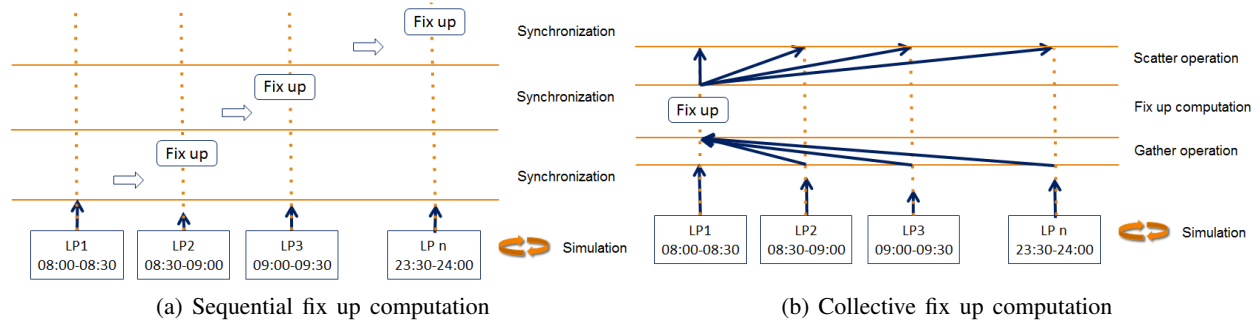 Fix up
Synchronization
Fix up
Synchronization
Fix up
Synchronization
LP1
08:00-08:30
LP2
08:30-09:00
LP3
09:00-09:30
LP n
23:30-24:00
Simulation
(a) Sequential fix up computation
Scatter operation
Fix up
Fix up computation
Gather operation
LP1
08:00-08:30
LP2
08:30-09:00
LP3
09:00-09:30
LP n
23:30-24:00
Simulation
(b) Collective fix up computation